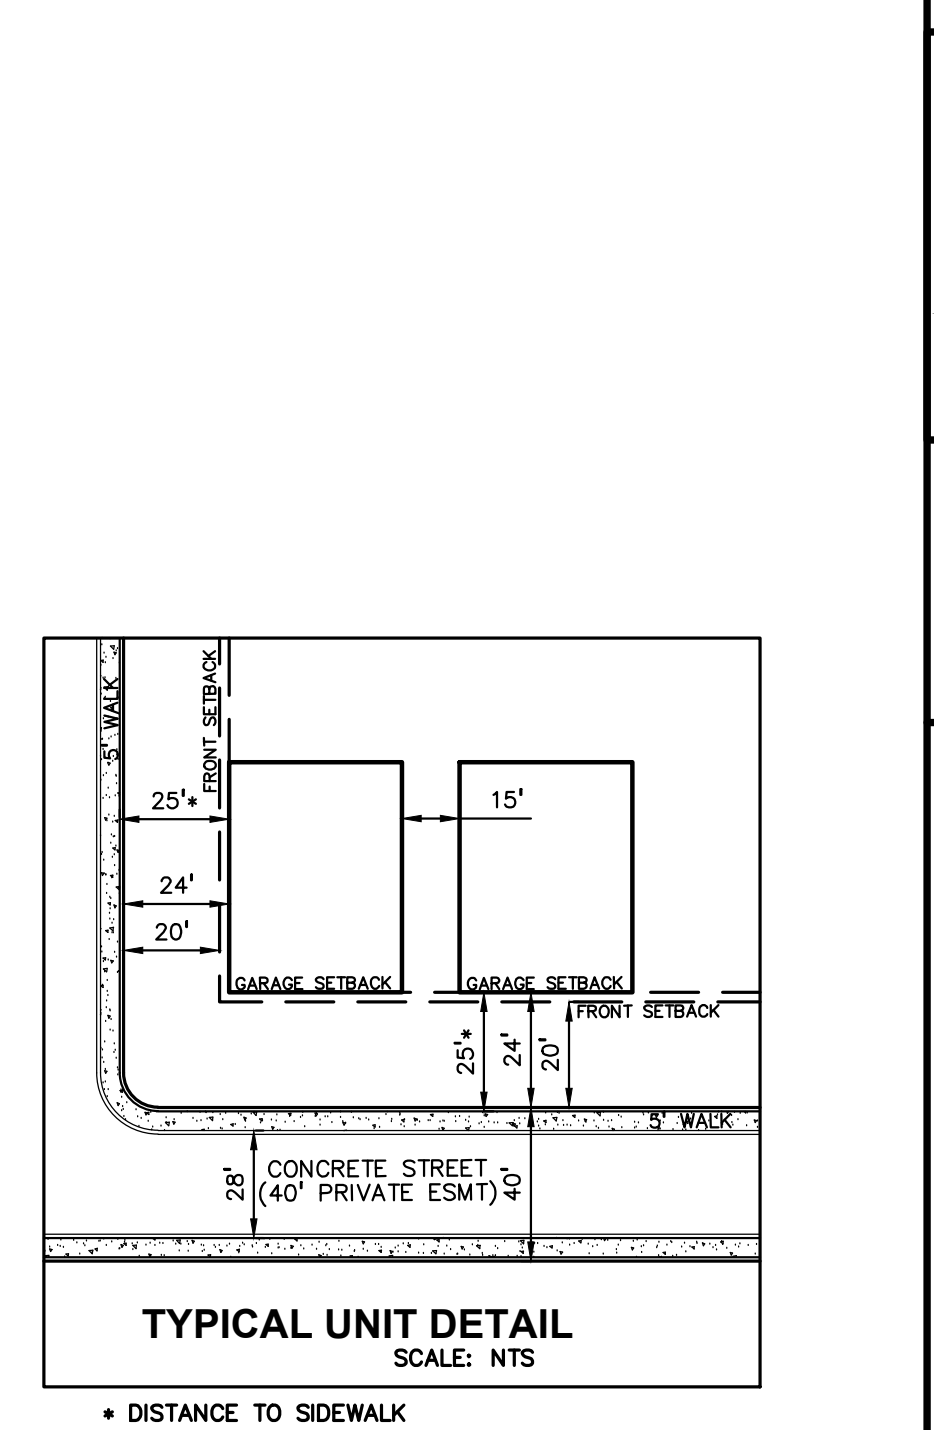 5' WALK
FRONT SETBACK
25'*
15'
24'
20'
GARAGE SETBACK
GARAGE SETBACK
FRONT SETBACK
25'*
24'
20'
5' WALK
28'
CONCRETE STREET
(40' PRIVATE ESMT)
40'
TYPICAL UNIT DETAIL
SCALE: NTS
* DISTANCE TO SIDEWALK